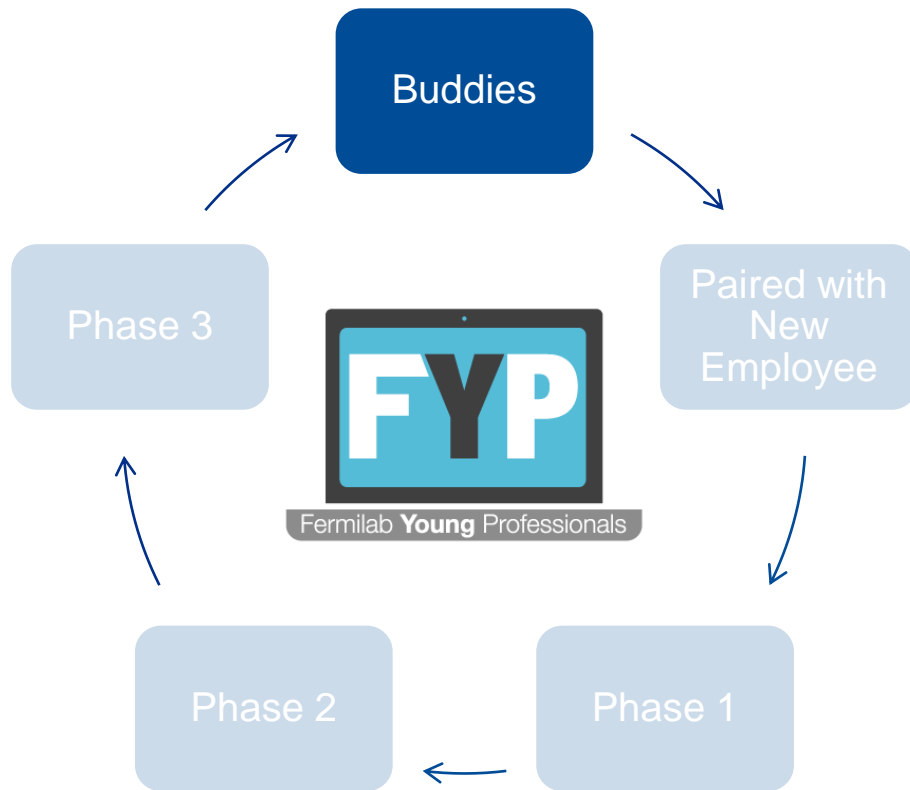 Buddies
Paired with
New
Employee
Phase 3
FYP
Fermilab Young Professionals
Phase 2
Phase 1